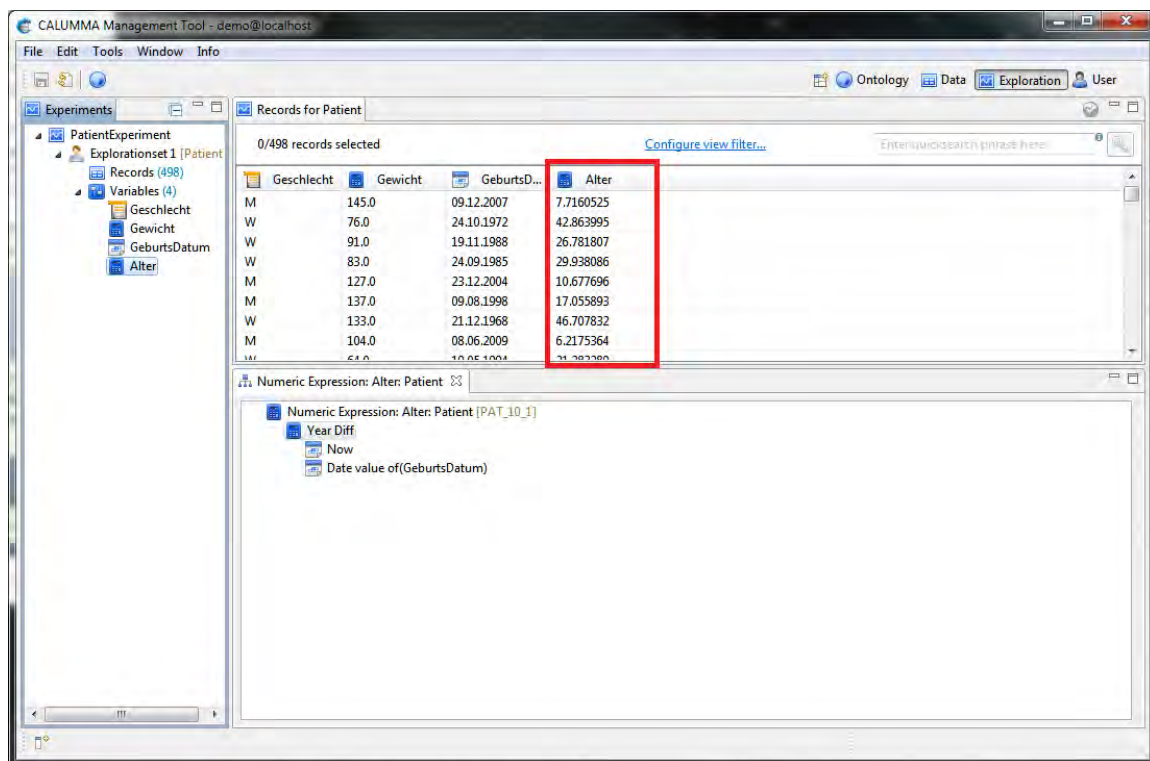 CALUMMA Management Tool - demo@localhost
File Edit Tools Window Info
Ontology Data Exploration User
Experiments
PatientExperiment
Explorationset 1 [Patient
Records (498)
Variables (4)
Geschlecht
Gewicht
GeburtsDatum
Alter
Records for Patient
0/498 records selected Configure view filter... Enter quicksearch phrase here
Geschlecht Gewicht GeburtsD... Alter
M 145.0 09.12.2007 7.7160525
W 76.0 24.10.1972 42.863995
W 91.0 19.11.1988 26.781807
W 83.0 24.09.1985 29.938086
M 127.0 23.12.2004 10.677696
M 137.0 09.08.1998 17.055893
W 133.0 21.12.1968 46.707832
M 104.0 08.06.2009 6.2175364
Numeric Expression: Alter: Patient
Numeric Expression: Alter: Patient [PAT_10_1]
Year Diff
Now
Date value of(GeburtsDatum)